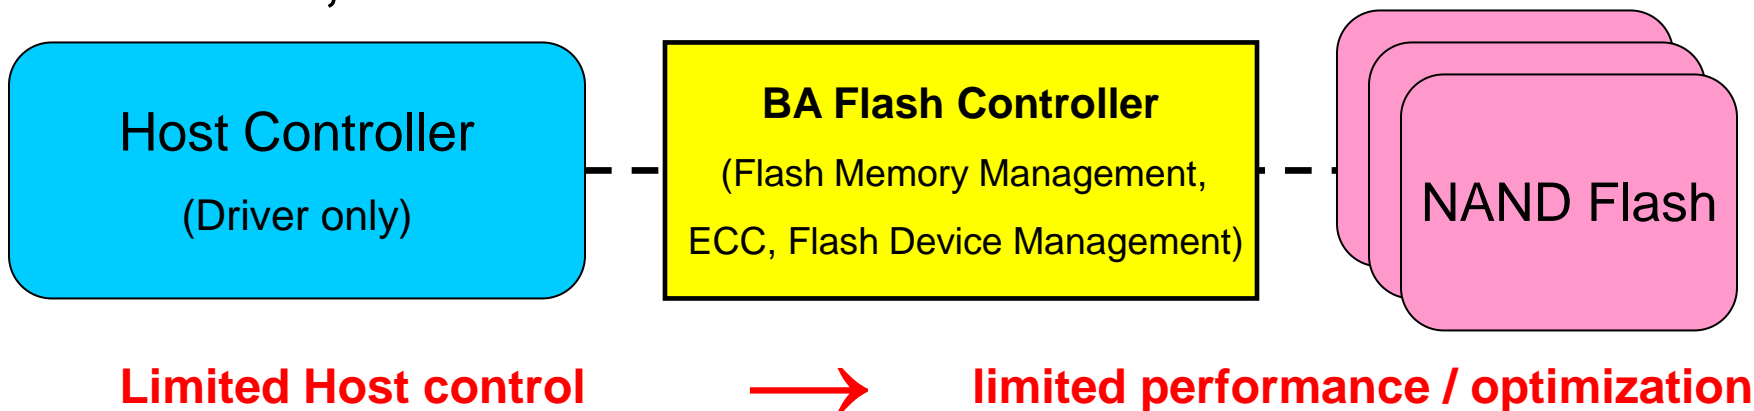 Host Controller
(Driver only)
BA Flash Controller
(Flash Memory Management,
ECC, Flash Device Management)
NAND Flash
Limited Host control → limited performance / optimization